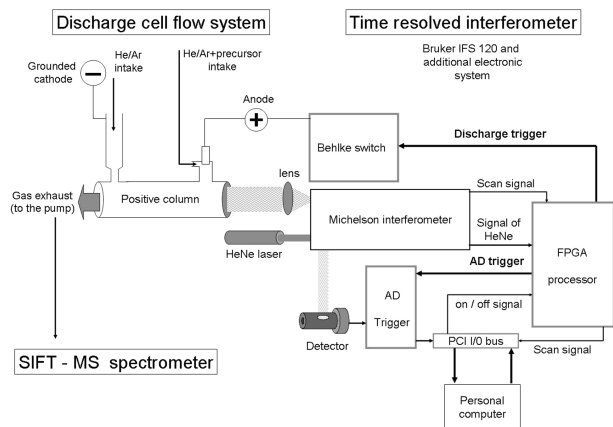 Discharge cell flow system
Time resolved interferometer
Bruker IFS 120 and
additional electronic
system
Grounded
cathode
He/Ar
intake
He/Ar+precursor
intake
Anode
Behlke switch
Discharge trigger
lens
Gas exhaust
(to the pump)
Positive column
Michelson interferometer
Scan signal
Signal of
HeNe
HeNe laser
FPGA
processor
AD trigger
AD
Trigger
on / off signal
Detector
PCI I/0 bus
Scan signal
SIFT - MS spectrometer
Personal
computer